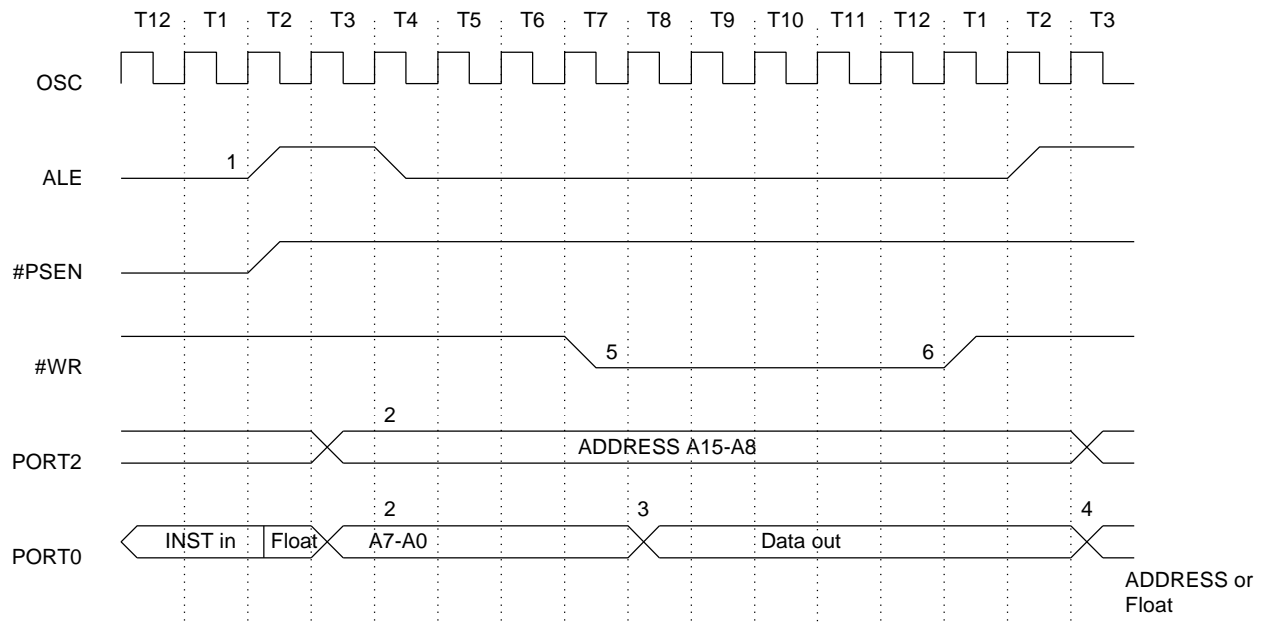 T12 T1 T2 T3 T4 T5 T6 T7 T8 T9 T10 T11 T12 T1 T2 T3
OSC
1
ALE
#PSEN
5 6
#WR
2
ADDRESS A15-A8
PORT2
2 3 4
INST in Float A7-A0 Data out
PORT0
ADDRESS or
Float